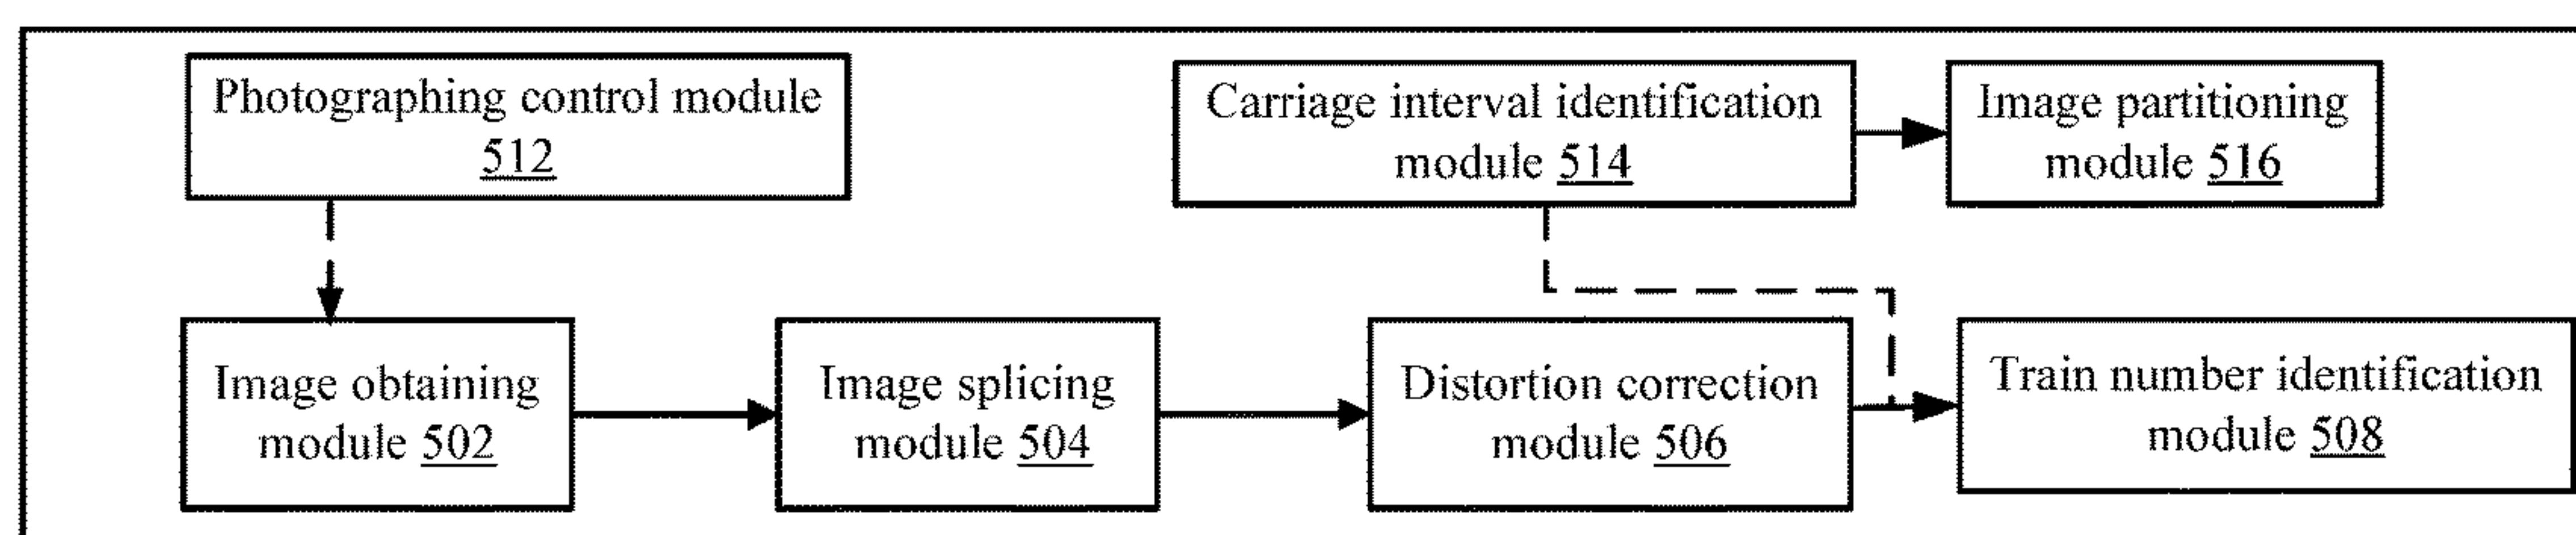 Photographing control module
512
Carriage interval identification
module 514
Image partitioning
module 516
Image obtaining
module 502
Image splicing
module 504
Distortion correction
module 506
Train number identification
module 508